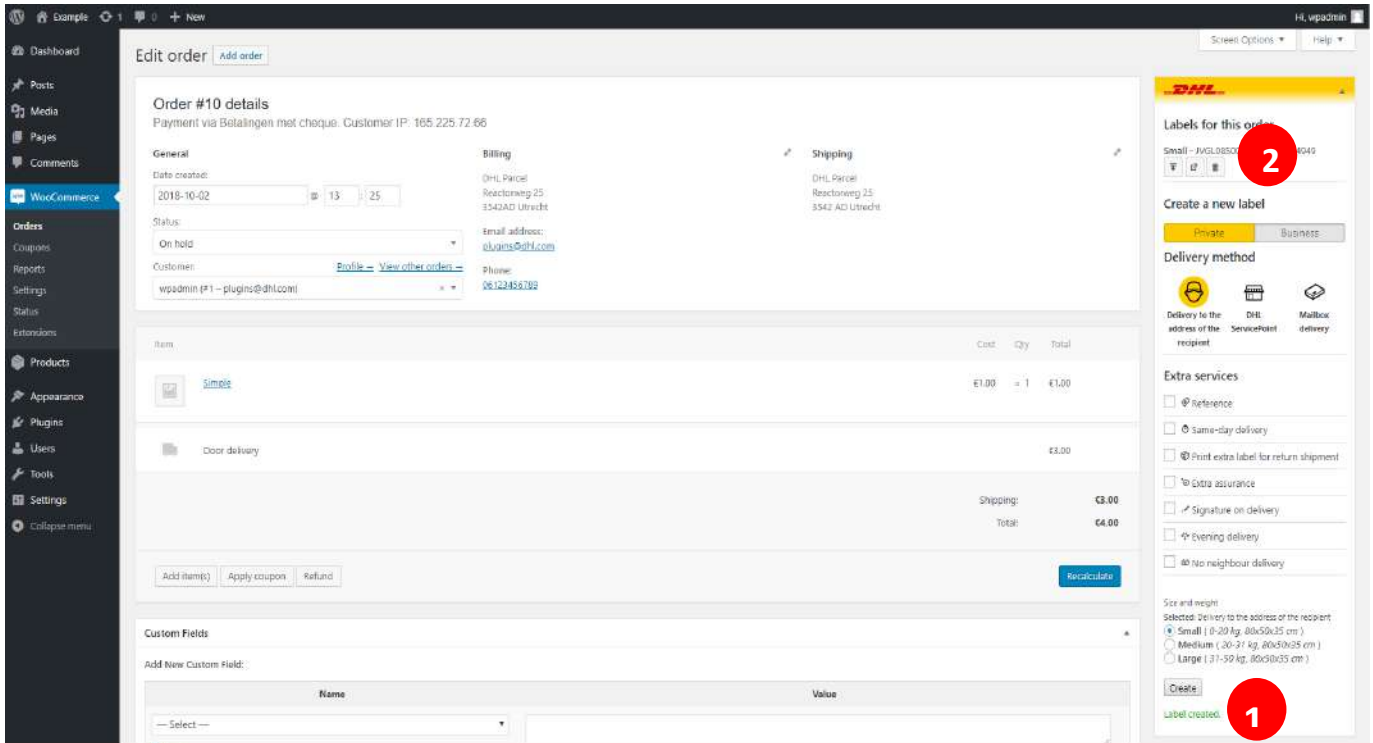 Example 1 0 New
Hi, wpadmin
Screen Options ▼ Help ▼
Dashboard
Posts
Media
Pages
Comments
WooCommerce
Orders
Coupons
Reports
Settings
Status
Extensions
Products
Appearance
Plugins
Users
Tools
Settings
Collapse menu
Edit order Add order
Order #10 details
Payment via Betalingen met cheque. Customer IP: 165.225.72.66
General
Date created:
2018-10-02 13 : 25
Status:
On hold
Customer: Profile → View other orders →
wpadmin (#1 – plugins@dhl.com) ×
Billing
DHL Parcel
Reactorweg 25
3542AD Utrecht
Email address:
plugins@dhl.com
Phone:
06123456789
Shipping
DHL Parcel
Reactorweg 25
3542 AD Utrecht
Item Cost Qty Total
Simple €1.00 × 1 €1.00
Door delivery €3.00
Shipping: €3.00
Total: €4.00
Add item(s) Apply coupon Refund Recalculate
Custom Fields
Add New Custom Field:
Name Value
— Select —
DHL
Labels for this order
Small – 4049
2
Create a new label
Private Business
Delivery method
Delivery to the address of the recipient
DHL ServicePoint
Mailbox delivery
Extra services
Reference
Same-day delivery
Print extra label for return shipment
Extra assurance
Signature on delivery
Evening delivery
No neighbour delivery
Size and weight
Selected: Delivery to the address of the recipient
Small ( 0-20 kg, 80x50x35 cm )
Medium ( 20-31 kg, 80x50x35 cm )
Large ( 31-50 kg, 80x50x35 cm )
Create
Label created.
1